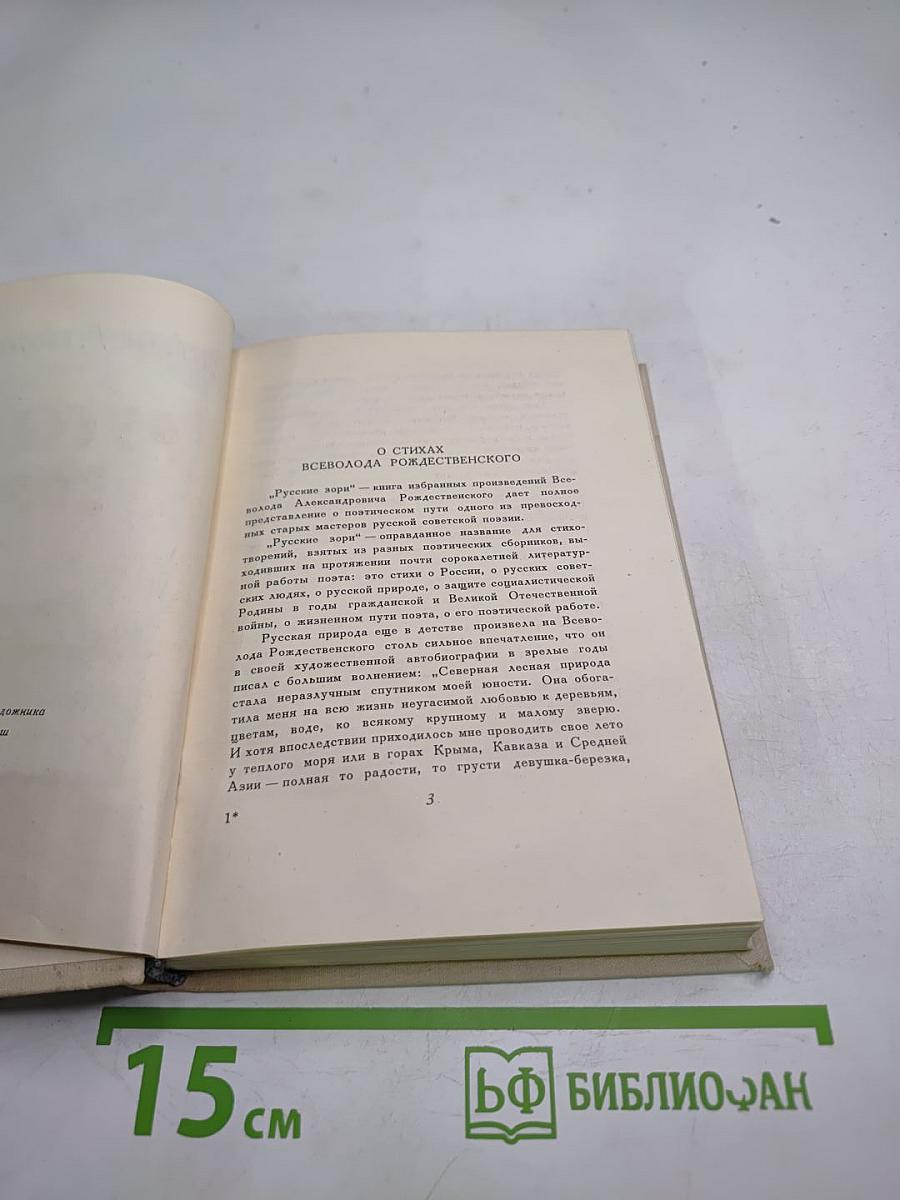 О СТИХАХ
ВСЕВОЛОДА РОЖДЕСТВЕНСКОГО
„Русские зори“ — книга избранных произведений Все-
волода Александровича Рождественского дает полное
представление о поэтическом пути одного из превосход-
ных старых мастеров русской советской поэзии.
„Русские зори“ — оправданное название для стихо-
творений, взятых из разных поэтических сборников, вы-
ходивших на протяжении почти сорокалетней литератур-
ной работы поэта: это стихи о России, о русских совет-
ских людях, о русской природе, о защите социалистической
Родины в годы гражданской и Великой Отечественной
войны, о жизненном пути поэта, о его поэтической работе.
Русская природа еще в детстве произвела на Всево-
лода Рождественского столь сильное впечатление, что он
в своей художественной автобиографии в зрелые годы
писал с большим волнением: „Северная лесная природа
стала неразлучным спутником моей юности. Она обога-
тила меня на всю жизнь неугасимой любовью к деревьям,
цветам, воде, ко всякому крупному и малому зверю.
И хотя впоследствии приходилось мне проводить свое лето
у теплого моря или в горах Крыма, Кавказа и Средней
Азии — полная то радости, то грусти девушка-березка,
3
1*
15 см
БФ БИБЛИОФАН